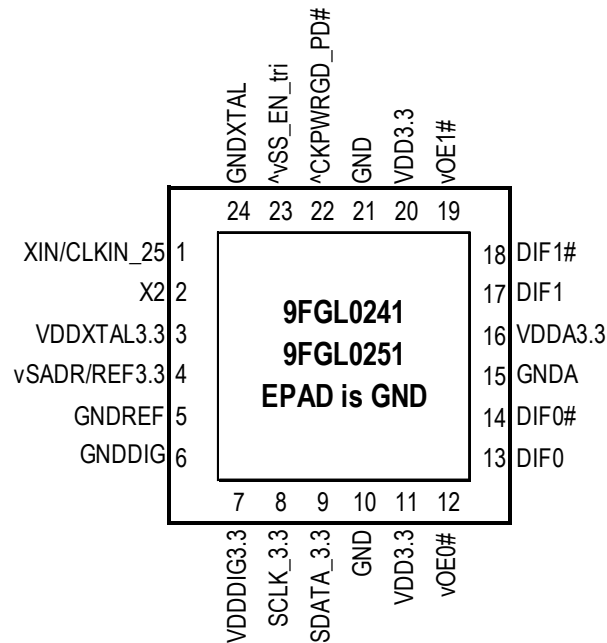 GNDXTAL
^vSS_EN_tri
^CKPWRGD_PD#
GND
VDD3.3
vOE1#
24 23 22 21 20 19
XIN/CLKIN_25 1
X2 2
VDDXTAL3.3 3
vSADR/REF3.3 4
GNDREF 5
GNDDIG 6
9FGL0241
9FGL0251
EPAD is GND
18 DIF1#
17 DIF1
16 VDDA3.3
15 GNDA
14 DIF0#
13 DIF0
7 8 9 10 11 12
VDDDIG3.3
SCLK_3.3
SDATA_3.3
GND
VDD3.3
vOE0#